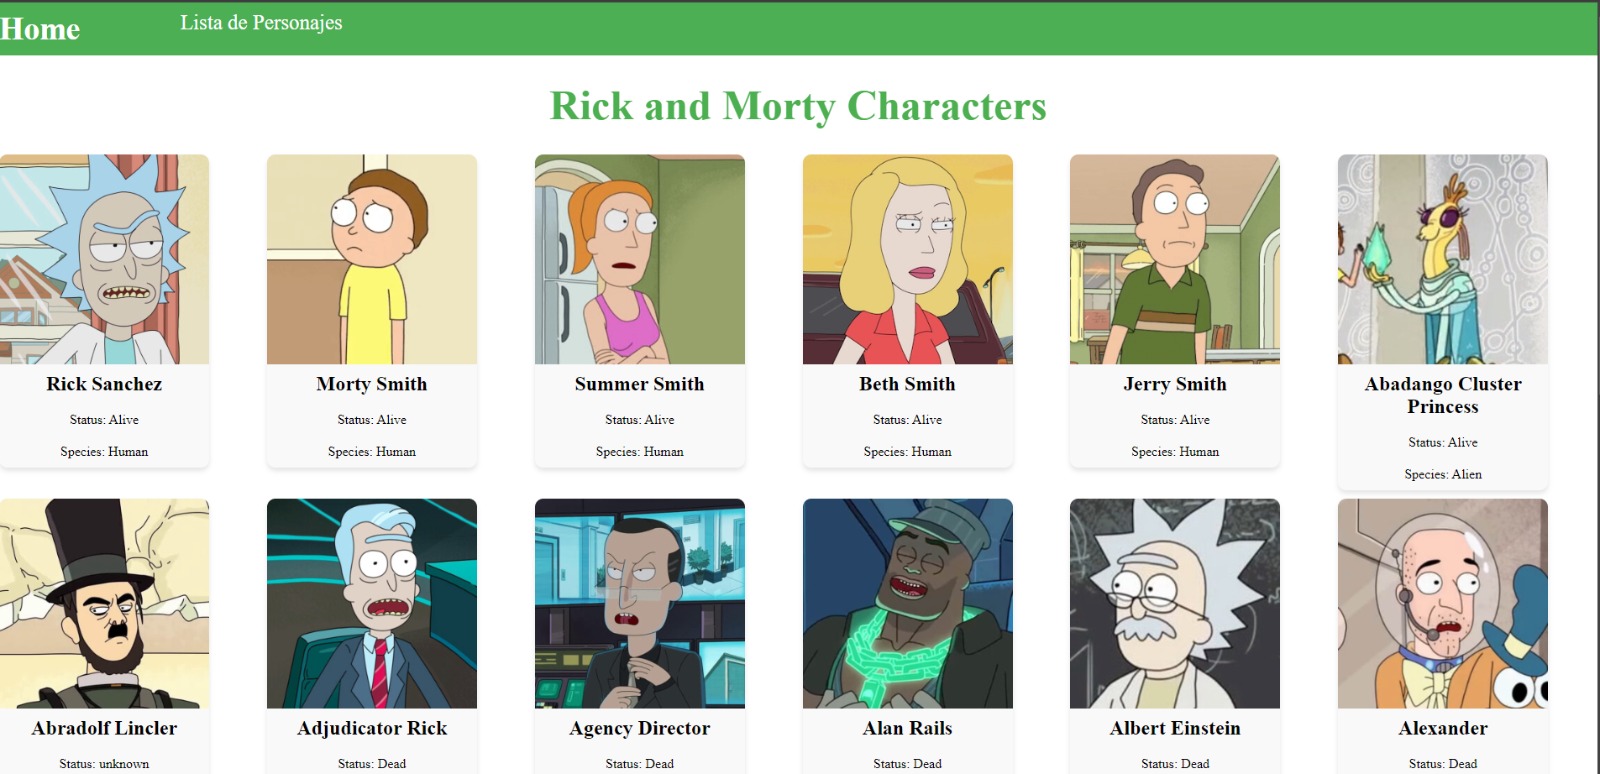 Home
Lista de Personajes
Rick and Morty Characters
Rick Sanchez
Status: Alive
Species: Human
Morty Smith
Status: Alive
Species: Human
Summer Smith
Status: Alive
Species: Human
Beth Smith
Status: Alive
Species: Human
Jerry Smith
Status: Alive
Species: Human
Abadango Cluster
Princess
Status: Alive
Species: Alien
Abradolf Lincler
Status: unknown
Adjudicator Rick
Status: Dead
Agency Director
Status: Dead
Alan Rails
Status: Dead
Albert Einstein
Status: Dead
Alexander
Status: Dead